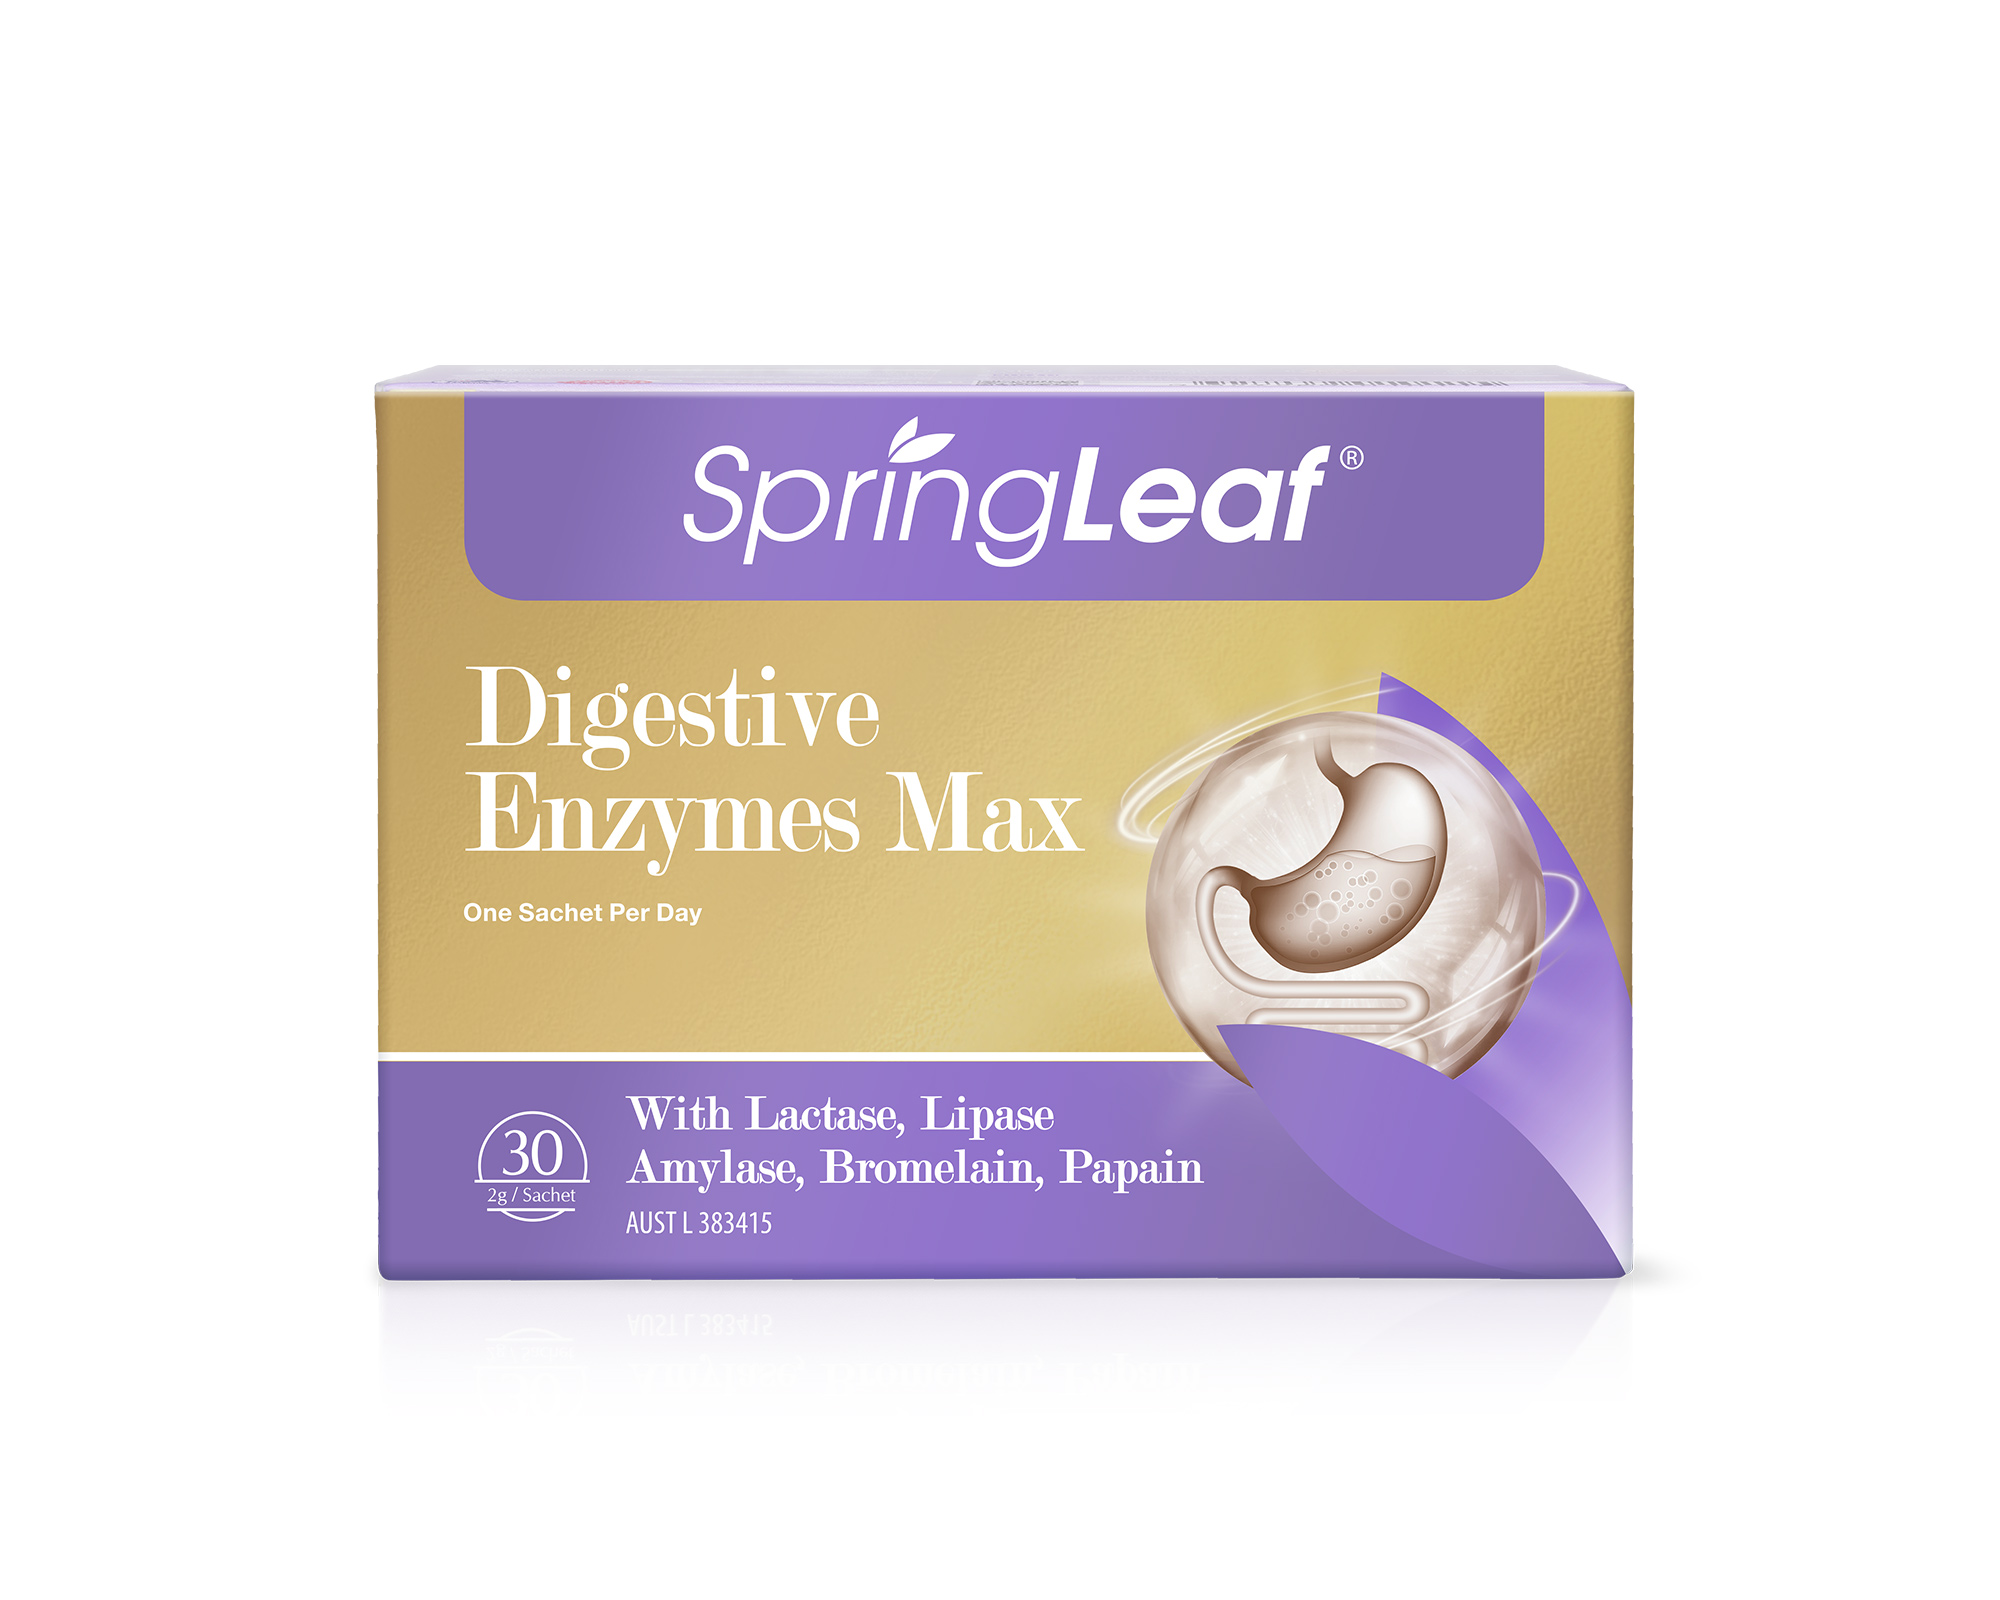 SpringLeaf®
Digestive
Enzymes Max
One Sachet Per Day
30
2g / Sachet
With Lactase, Lipase
Amylase, Bromelain, Papain
AUST L 383415